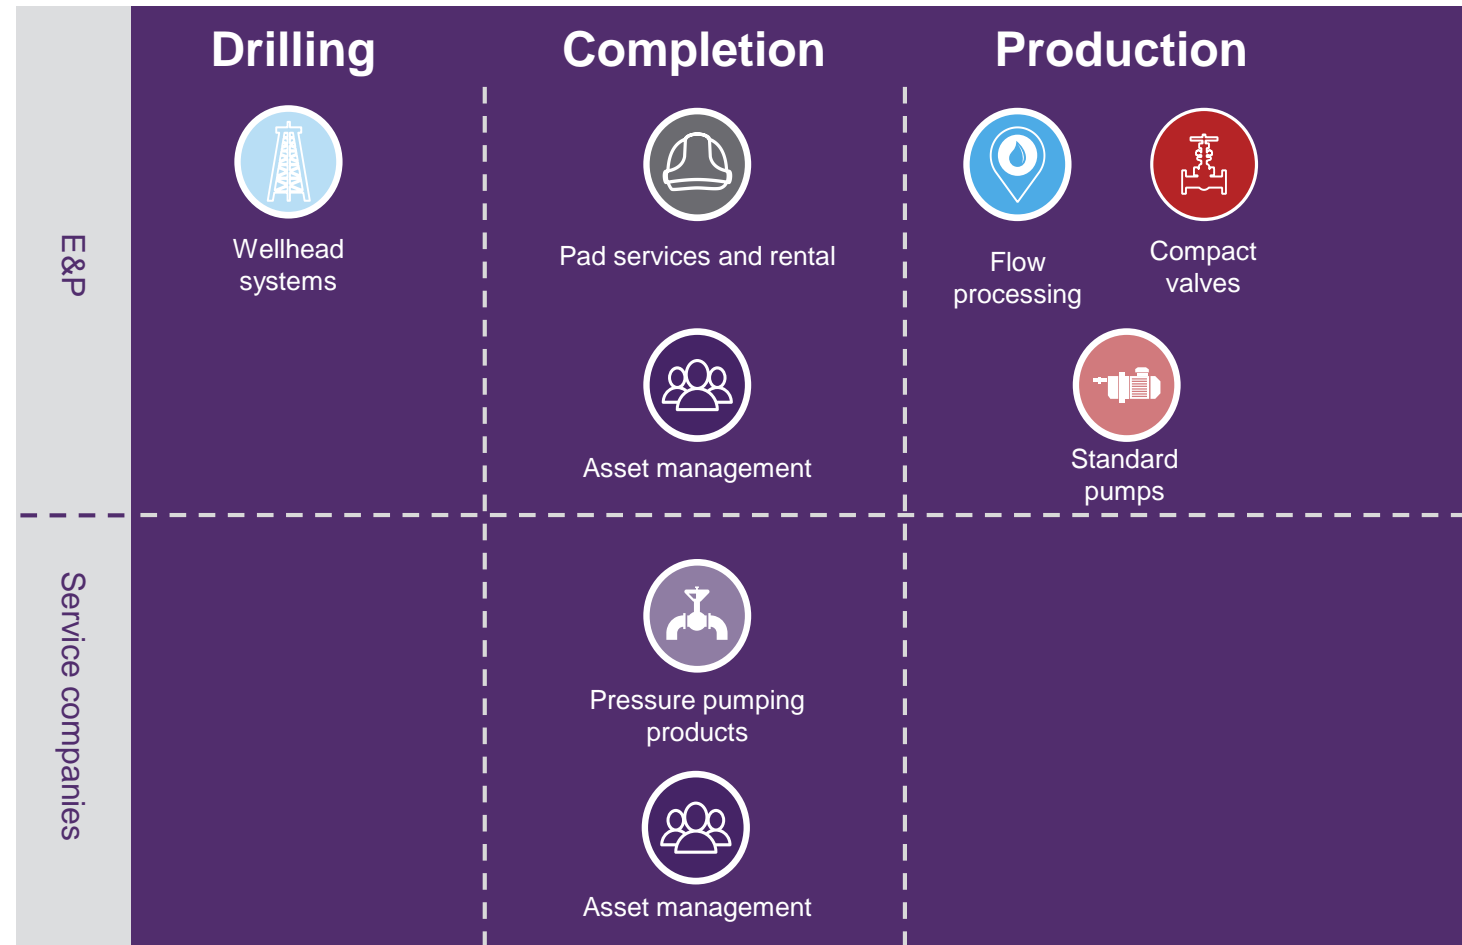 Drilling
Completion
Production
E&P
Wellhead
systems
Pad services and rental
Flow
processing
Compact
valves
Asset management
Standard
pumps
Service companies
Pressure pumping
products
Asset management